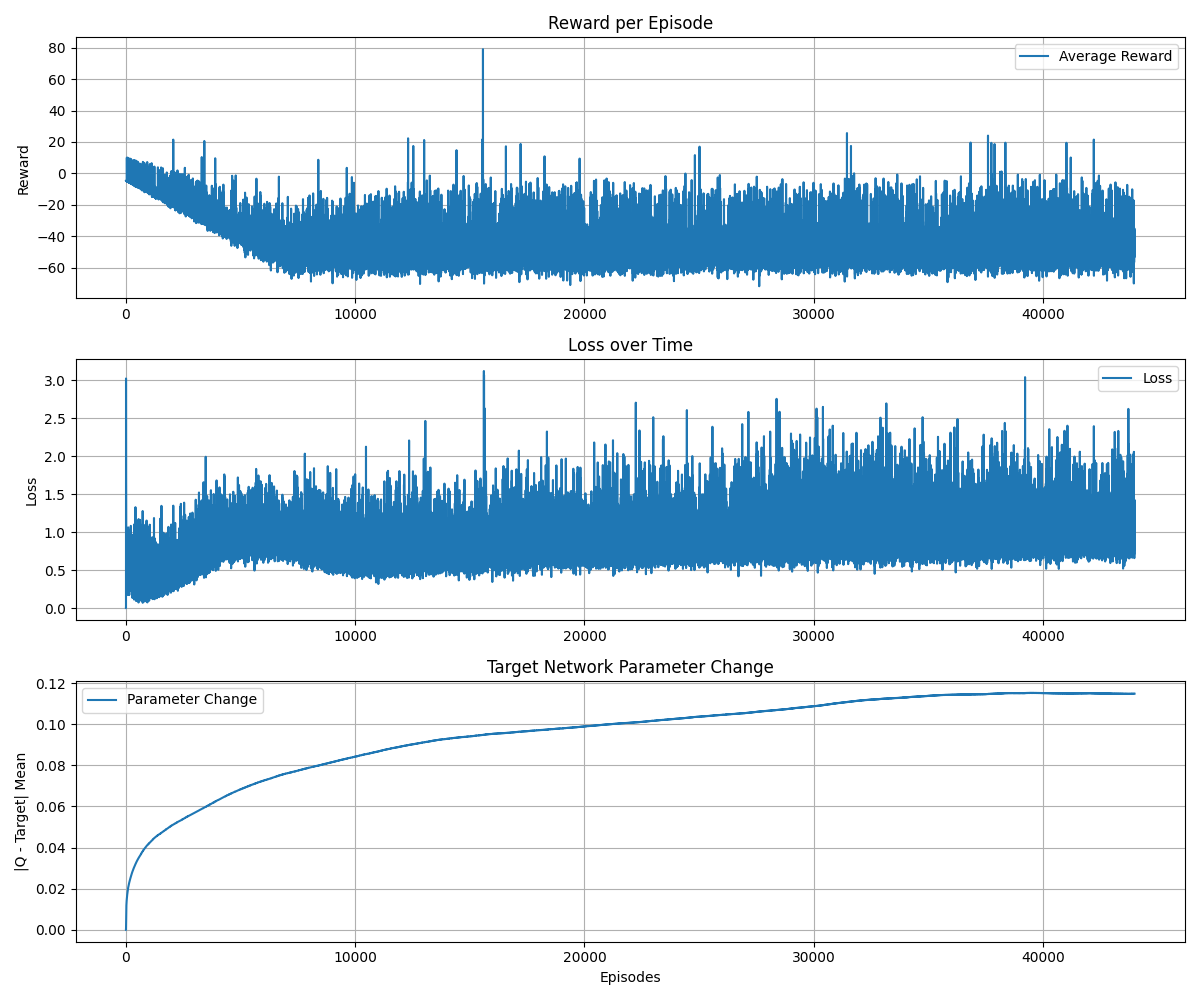 Reward per Episode
Average Reward
Reward
80
60
40
20
0
−20
−40
−60
0 10000 20000 30000 40000
Loss over Time
Loss
Loss
3.0
2.5
2.0
1.5
1.0
0.5
0.0
0 10000 20000 30000 40000
Target Network Parameter Change
Parameter Change
|Q - Target| Mean
0.12
0.10
0.08
0.06
0.04
0.02
0.00
0 10000 20000 30000 40000
Episodes